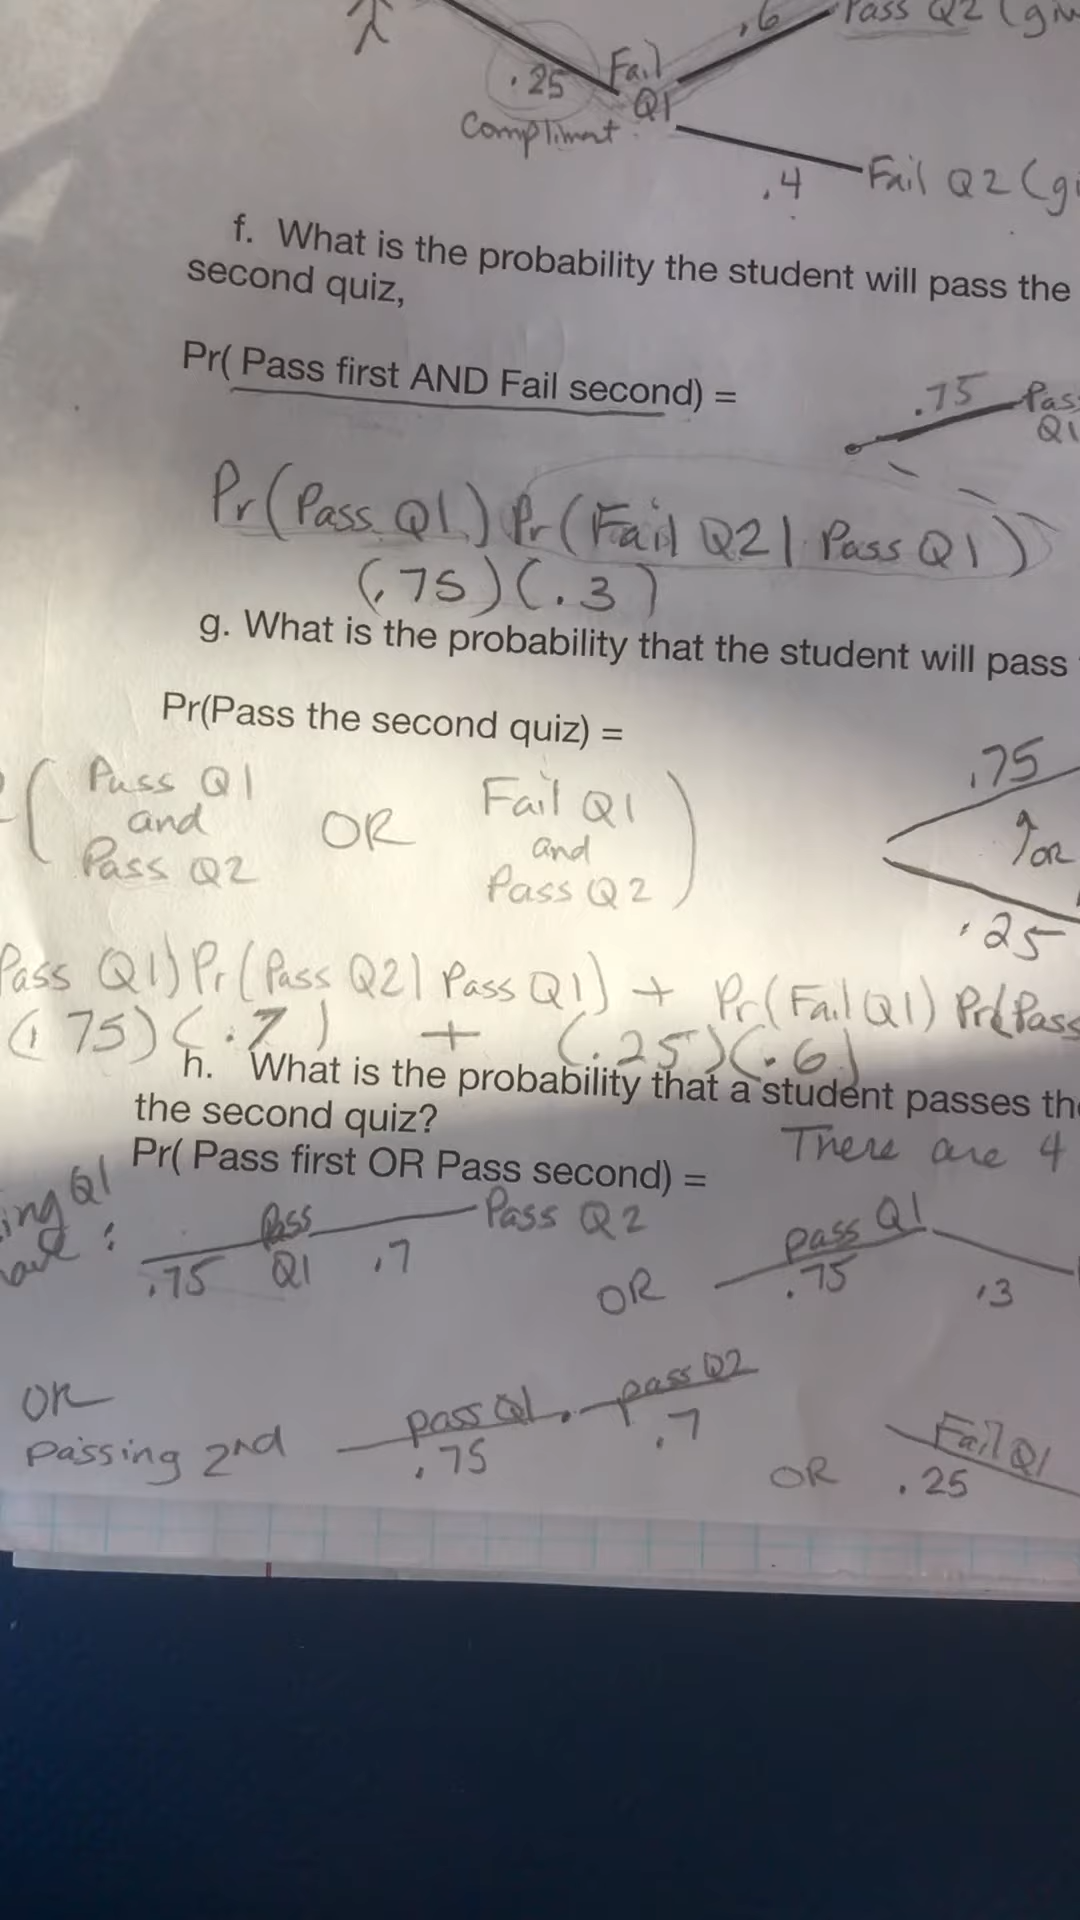 .6 Pass Q2 (giv
.25 Fail
Q1
Compliment
.4 Fail Q2 (gi
f. What is the probability the student will pass the
second quiz,
Pr( Pass first AND Fail second) =
.75 Pas
Q1
Pr(Pass Q1) Pr(Fail Q2 | Pass Q1)
(.75)(.3)
g. What is the probability that the student will pass
Pr(Pass the second quiz) =
.75
( Pass Q1 OR Fail Q1 )
and and
Pass Q2 Pass Q2
OR
.25
Pass Q1) Pr(Pass Q2 | Pass Q1) + Pr(Fail Q1) Pr(Pass
(.75)(.7) + (.25)(.6)
h. What is the probability that a student passes the
the second quiz?
There are 4
Pr( Pass first OR Pass second) =
ing Q1
: .75 Pass Q1 .7 Pass Q2
OR
pass Q1
.75 .3
OR
passing 2nd
pass Q1 pass Q2
.75 .7
OR
Fail Q1
.25